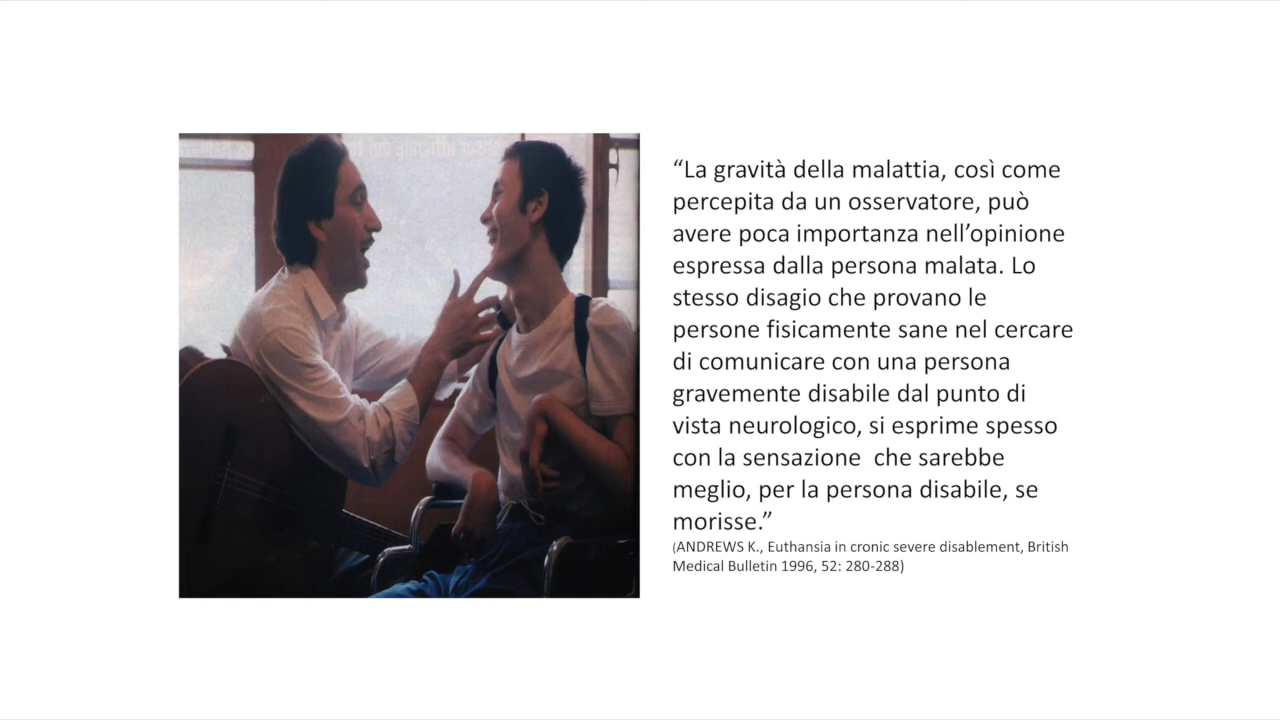 “La gravità della malattia, così come
percepita da un osservatore, può
avere poca importanza nell’opinione
espressa dalla persona malata. Lo
stesso disagio che provano le
persone fisicamente sane nel cercare
di comunicare con una persona
gravemente disabile dal punto di
vista neurologico, si esprime spesso
con la sensazione  che sarebbe
meglio, per la persona disabile, se
morisse.”
(ANDREWS K., Euthansia in cronic severe disablement, British
Medical Bulletin 1996, 52: 280-288)